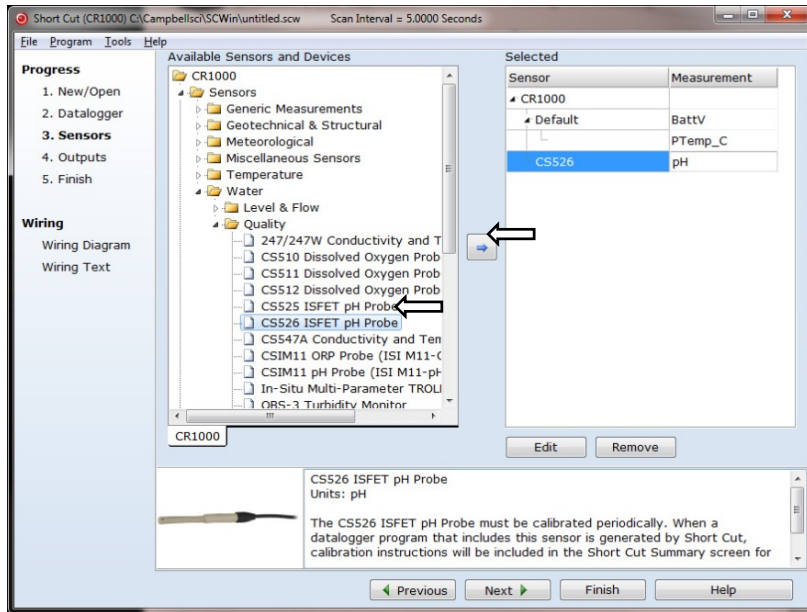 Short Cut (CR1000) C:\Campbellsci\SCWin\untitled.scw Scan Interval = 5.0000 Seconds
File Program Tools Help
Progress
1. New/Open
2. Datalogger
3. Sensors
4. Outputs
5. Finish
Wiring
Wiring Diagram
Wiring Text
Available Sensors and Devices
CR1000
Sensors
Generic Measurements
Geotechnical & Structural
Meteorological
Miscellaneous Sensors
Temperature
Water
Level & Flow
Quality
247/247W Conductivity and T
CS510 Dissolved Oxygen Prob
CS511 Dissolved Oxygen Prob
CS512 Dissolved Oxygen Prob
CS525 ISFET pH Probe
CS526 ISFET pH Probe
CS547A Conductivity and Tem
CSIM11 ORP Probe (ISI M11-O
CSIM11 pH Probe (ISI M11-pH
In-Situ Multi-Parameter TROLL
OBS-3 Turbidity Monitor
CR1000
Selected
Sensor Measurement
CR1000
Default BattV
PTemp_C
CS526 pH
Edit Remove
CS526 ISFET pH Probe
Units: pH
The CS526 ISFET pH Probe must be calibrated periodically. When a
datalogger program that includes this sensor is generated by Short Cut,
calibration instructions will be included in the Short Cut Summary screen for
Previous Next Finish Help